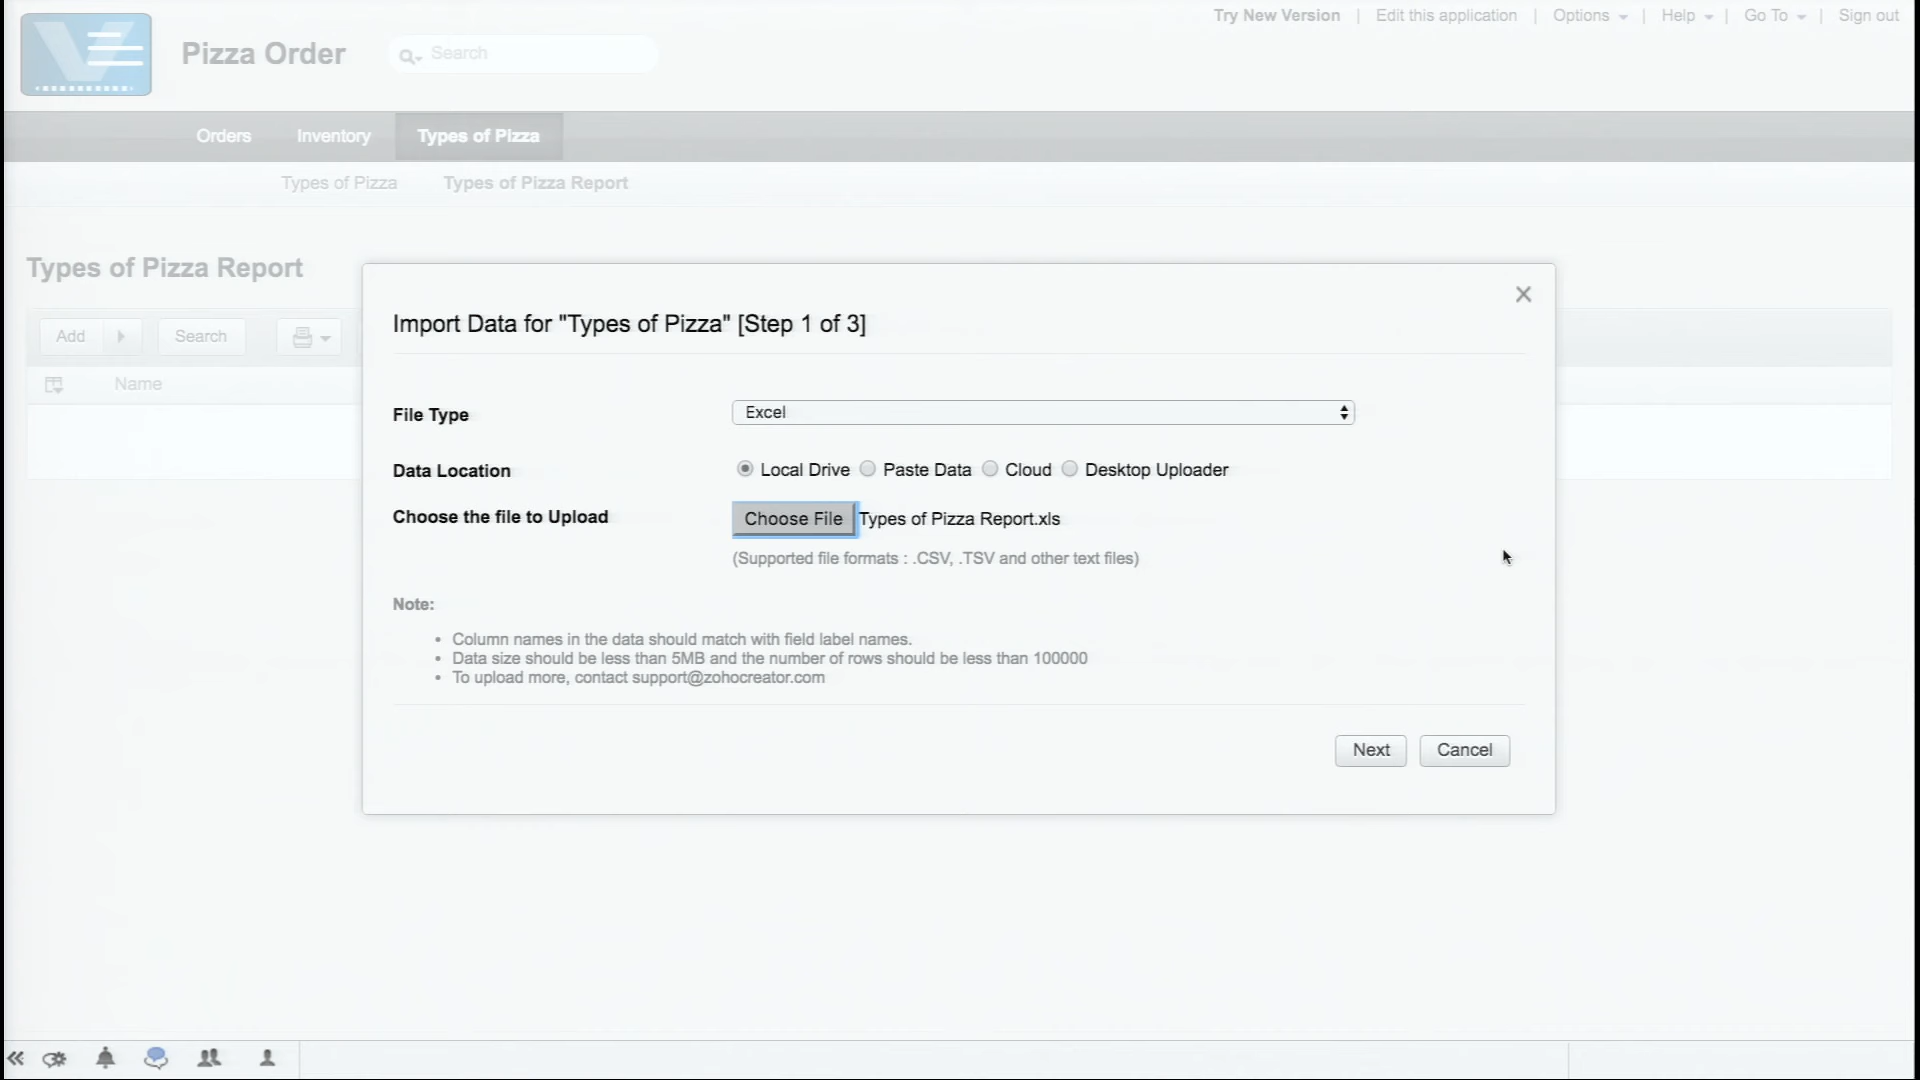 Try New Version | Edit this application | Options | Help | Go To | Sign out
Pizza Order
Search
Orders Inventory Types of Pizza
Types of Pizza Types of Pizza Report
Types of Pizza Report
Add Search
Name
Import Data for "Types of Pizza" [Step 1 of 3]
File Type Excel
Data Location Local Drive Paste Data Cloud Desktop Uploader
Choose the file to Upload Choose File Types of Pizza Report.xls
(Supported file formats : .CSV, .TSV and other text files)
Note:
• Column names in the data should match with field label names.
• Data size should be less than 5MB and the number of rows should be less than 100000
• To upload more, contact support@zohocreator.com
Next Cancel